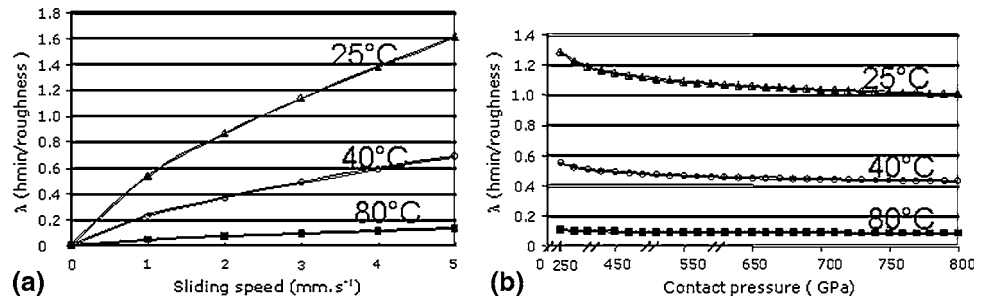 1.8
1.6
1.4
1.2
1.0
0.8
0.6
0.4
0.2
0
λ (hmin/roughness)
25°C
40°C
80°C
0 1 2 3 4 5
(a)
Sliding speed (mm.s⁻¹)
1.4
1.2
1.0
0.8
0.6
0.4
0.2
0
λ (hmin/roughness)
25°C
40°C
80°C
0 250 450 550 650 700 750 800
(b)
Contact pressure ( GPa)